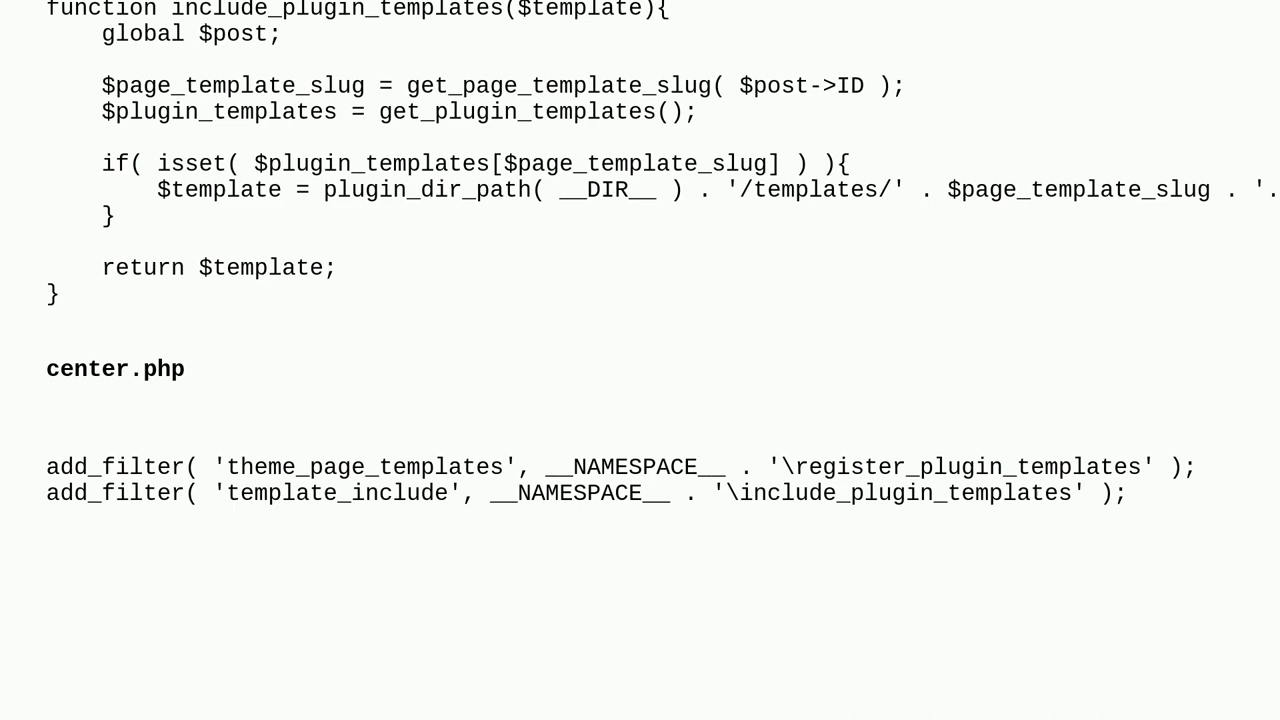 function include_plugin_templates($template){
    global $post;
    $page_template_slug = get_page_template_slug( $post->ID );
    $plugin_templates = get_plugin_templates();
    if( isset( $plugin_templates[$page_template_slug] ) ){
        $template = plugin_dir_path( __DIR__ ) . '/templates/' . $page_template_slug . '.
    }
    return $template;
}
center.php
add_filter( 'theme_page_templates', __NAMESPACE__ . '\register_plugin_templates' );
add_filter( 'template_include', __NAMESPACE__ . '\include_plugin_templates' );